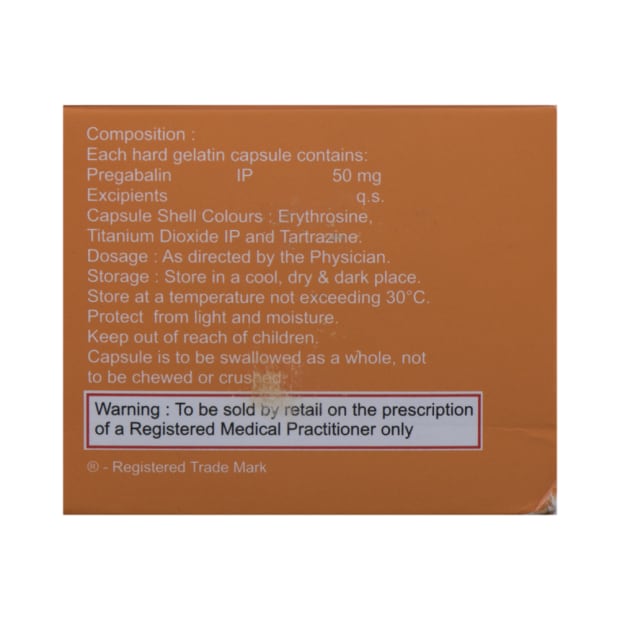 Composition :
Each hard gelatin capsule contains:
Pregabalin IP 50 mg
Excipients q.s.
Capsule Shell Colours : Erythrosine,
Titanium Dioxide IP and Tartrazine.
Dosage : As directed by the Physician.
Storage : Store in a cool, dry & dark place.
Store at a temperature not exceeding 30°C.
Protect from light and moisture.
Keep out of reach of children.
Capsule is to be swallowed as a whole, not
to be chewed or crushed.
Warning : To be sold by retail on the prescription
of a Registered Medical Practitioner only
® - Registered Trade Mark